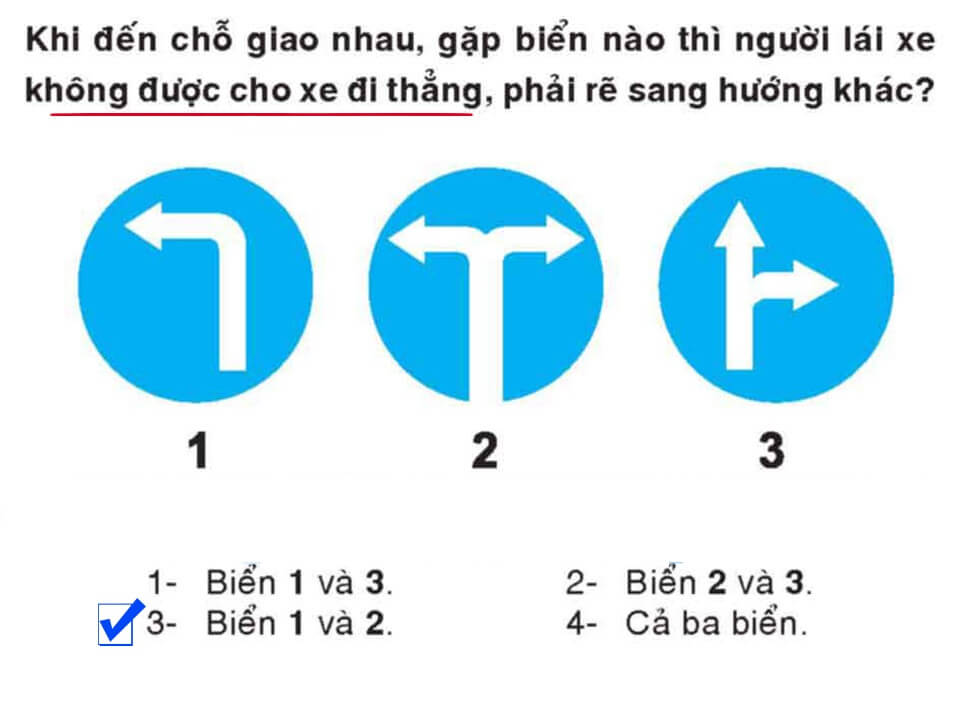 Khi đến chỗ giao nhau, gặp biển nào thì người lái xe
không được cho xe đi thẳng, phải rẽ sang hướng khác?
1 2 3
1- Biển 1 và 3. 2- Biển 2 và 3.
3- Biển 1 và 2. 4- Cả ba biển.